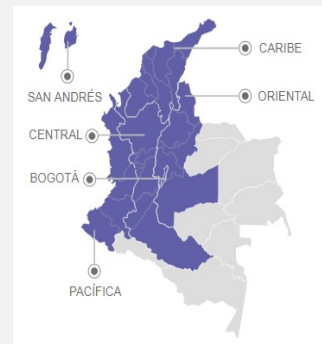 CARIBE
SAN ANDRÉS
ORIENTAL
CENTRAL
BOGOTÁ
PACÍFICA